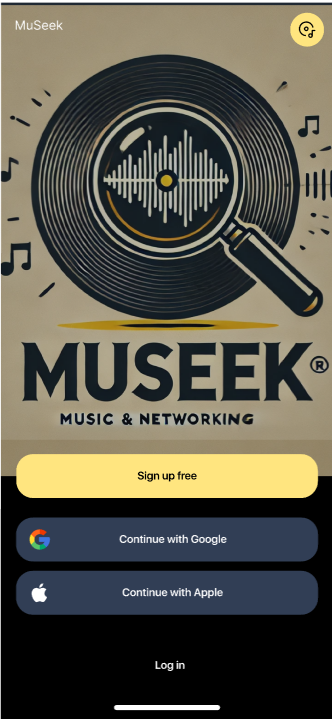 MuSeek
MUSEEK®
MUSIC & NETWORKING
Sign up free
Continue with Google
Continue with Apple
Log in